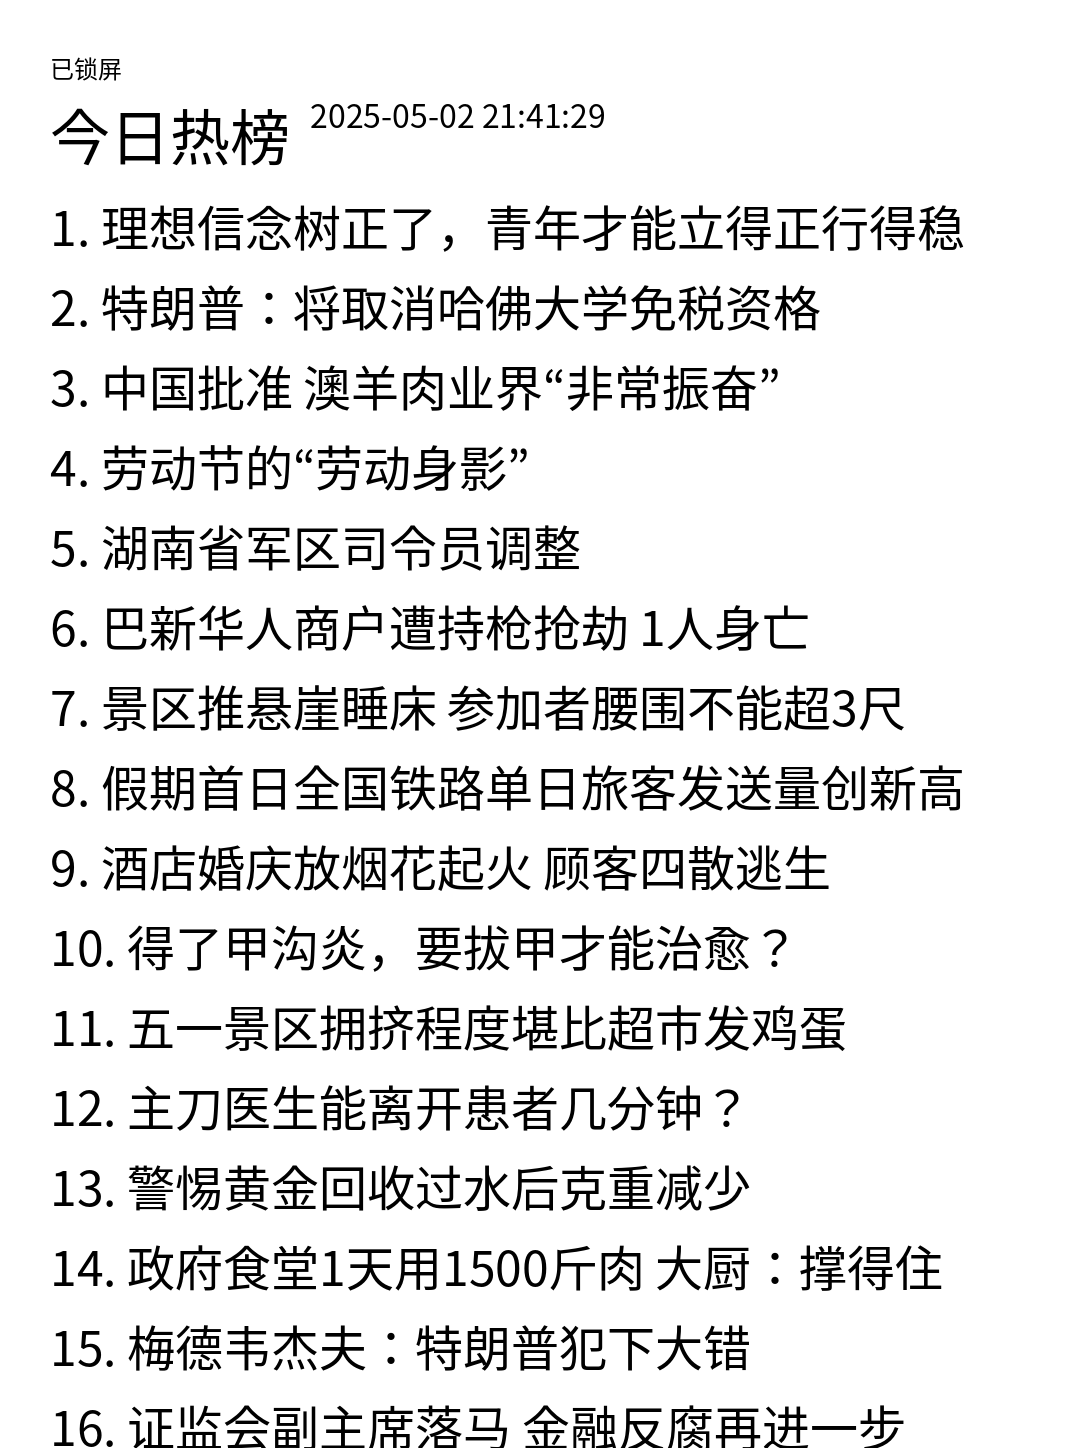 已锁屏
今日热榜 2025-05-02 21:41:29
1. 理想信念树正了，青年才能立得正行得稳
2. 特朗普：将取消哈佛大学免税资格
3. 中国批准 澳羊肉业界“非常振奋”
4. 劳动节的“劳动身影”
5. 湖南省军区司令员调整
6. 巴新华人商户遭持枪抢劫 1人身亡
7. 景区推悬崖睡床 参加者腰围不能超3尺
8. 假期首日全国铁路单日旅客发送量创新高
9. 酒店婚庆放烟花起火 顾客四散逃生
10. 得了甲沟炎，要拔甲才能治愈？
11. 五一景区拥挤程度堪比超市发鸡蛋
12. 主刀医生能离开患者几分钟？
13. 警惕黄金回收过水后克重减少
14. 政府食堂1天用1500斤肉 大厨：撑得住
15. 梅德韦杰夫：特朗普犯下大错
16. 证监会副主席落马 金融反腐再进一步